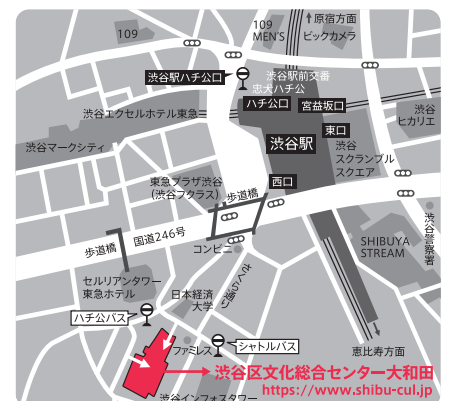 109
109
MEN'S
↑原宿方面
ビックカメラ
渋谷駅ハチ公口
渋谷駅前交番
忠犬ハチ公
ハチ公口
宮益坂口
渋谷エクセルホテル東急
東口
渋谷
ヒカリエ
渋谷マークシティ
渋谷駅
渋谷
スクランブル
スクエア
東急プラザ渋谷
(渋谷フクラス)
西口
歩道橋
国道246号
歩道橋
コンビニ
渋谷警察署
SHIBUYA
STREAM
セルリアンタワー
東急ホテル
さくら通り
日本経済
大学
ハチ公バス
ファミレス
シャトルバス
恵比寿方面
渋谷区文化総合センター大和田
https://www.shibu-cul.jp
渋谷インフォスタワー